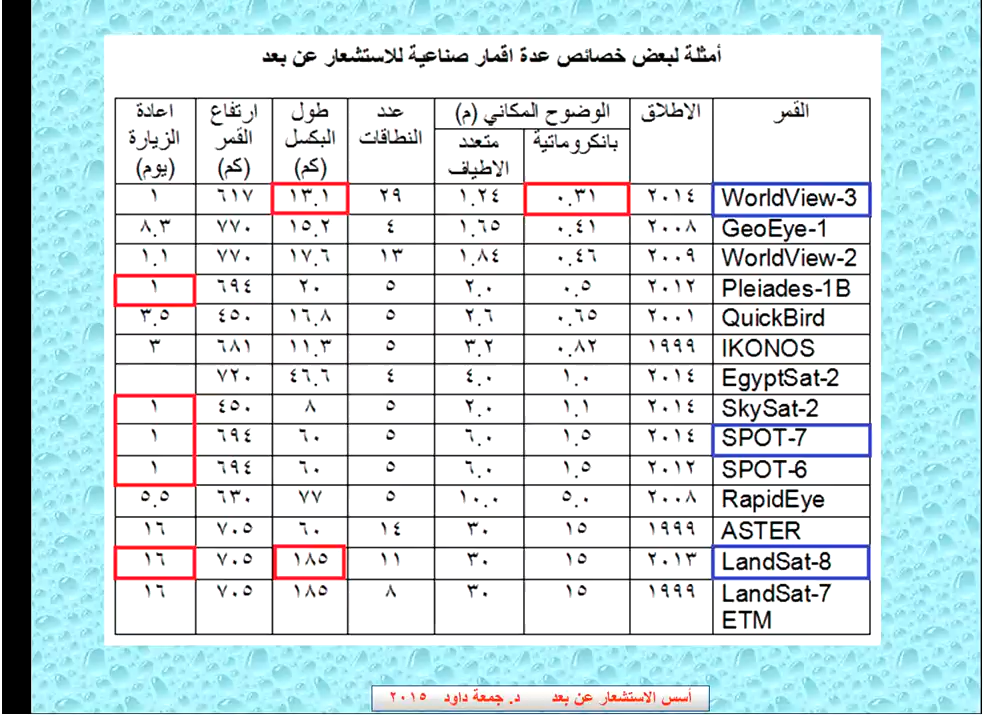 أمثلة لبعض خصائص عدة اقمار صناعية للاستشعار عن بعد
القمر الاطلاق الوضوح المكاني (م) عدد النطاقات طول البكسل (كم) ارتفاع القمر (كم) اعادة الزيارة (يوم)
بانكروماتية متعدد الاطياف
WorldView-3 ٢٠١٤ ٠.٣١ ١.٢٤ ٢٩ ١٣.١ ٦١٧ ١
GeoEye-1 ٢٠٠٨ ٠.٤١ ١.٦٥ ٤ ١٥.٢ ٧٧٠ ٨.٣
WorldView-2 ٢٠٠٩ ٠.٤٦ ١.٨٤ ١٣ ١٧.٦ ٧٧٠ ١.١
Pleiades-1B ٢٠١٢ ٠.٥ ٢.٠ ٥ ٢٠ ٦٩٤ ١
QuickBird ٢٠٠١ ٠.٦٥ ٢.٦ ٥ ١٦.٨ ٤٥٠ ٣.٥
IKONOS ١٩٩٩ ٠.٨٢ ٣.٢ ٥ ١١.٣ ٦٨١ ٣
EgyptSat-2 ٢٠١٤ ١.٠ ٤.٠ ٤ ٤٦.٦ ٧٢٠
SkySat-2 ٢٠١٤ ١.١ ٢.٠ ٥ ٨ ٤٥٠ ١
SPOT-7 ٢٠١٤ ١.٥ ٦.٠ ٥ ٦٠ ٦٩٤ ١
SPOT-6 ٢٠١٢ ١.٥ ٦.٠ ٥ ٦٠ ٦٩٤ ١
RapidEye ٢٠٠٨ ٥.٠ ١٠.٠ ٥ ٧٧ ٦٣٠ ٥.٥
ASTER ١٩٩٩ ١٥ ٣٠ ١٤ ٦٠ ٧٠٥ ١٦
LandSat-8 ٢٠١٣ ١٥ ٣٠ ١١ ١٨٥ ٧٠٥ ١٦
LandSat-7 ETM ١٩٩٩ ١٥ ٣٠ ٨ ١٨٥ ٧٠٥ ١٦
أسس الاستشعار عن بعد د. جمعة داود ٢٠١٥